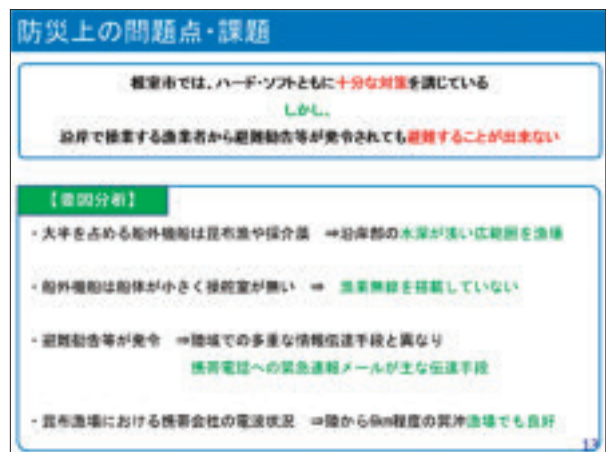 防災上の問題点・課題
根室市では、ハード・ソフトともに十分な対策を講じている
しかし、
沿岸で操業する漁業者から避難勧告等が発令されても避難することが出来ない
【要因分析】
・大半を占める船外機船は昆布漁や採介藻 ⇒沿岸部の水深が浅い広範囲を漁場
・船外機船は船体が小さく操舵室が無い ⇒ 漁業無線を搭載していない
・避難勧告等が発令 ⇒陸域での多重な情報伝達手段と異なり
携帯電話への緊急速報メールが主な伝達手段
・昆布漁場における携帯会社の電波状況 ⇒陸から6km程度の貝殻漁場でも良好
13